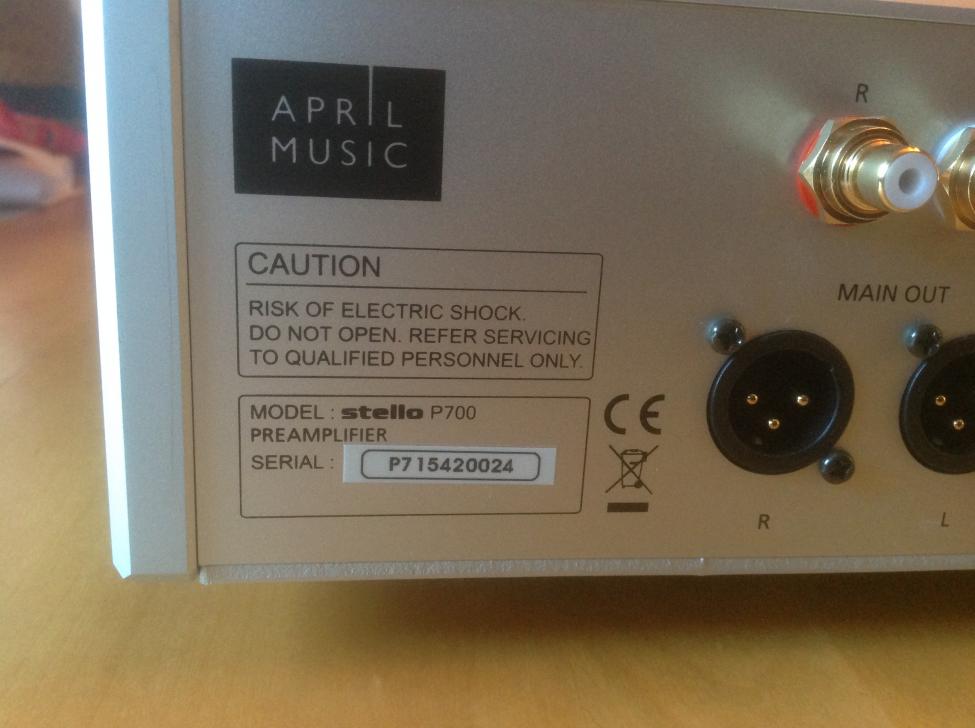 APRIL
MUSIC
R
CAUTION
RISK OF ELECTRIC SHOCK.
DO NOT OPEN. REFER SERVICING
TO QUALIFIED PERSONNEL ONLY.
MAIN OUT
MODEL : stello P700
PREAMPLIFIER
SERIAL : P715420024
CE
R
L